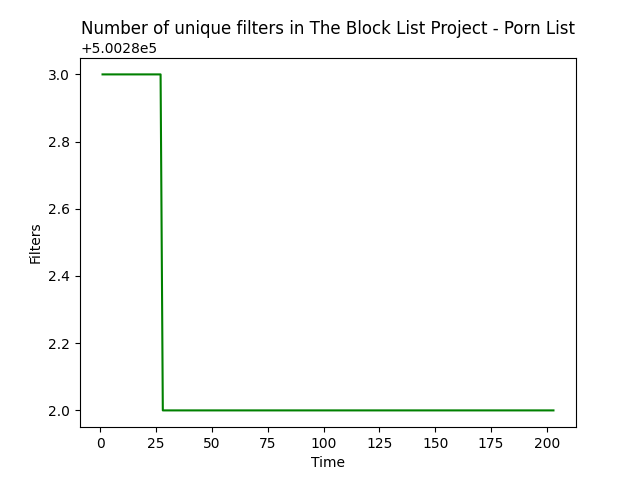 Number of unique filters in The Block List Project - Porn List
+5.0028e5
3.0
2.8
2.6
2.4
2.2
2.0
Filters
0 25 50 75 100 125 150 175 200
Time